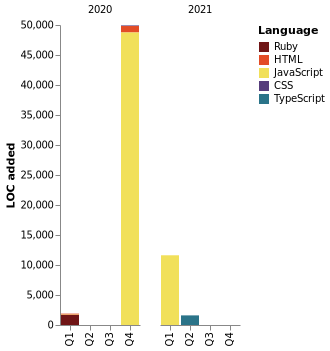 2020
2021
Language
Ruby
HTML
JavaScript
CSS
TypeScript
LOC added
50,000
45,000
40,000
35,000
30,000
25,000
20,000
15,000
10,000
5,000
0
Q1
Q2
Q3
Q4
Q1
Q2
Q3
Q4